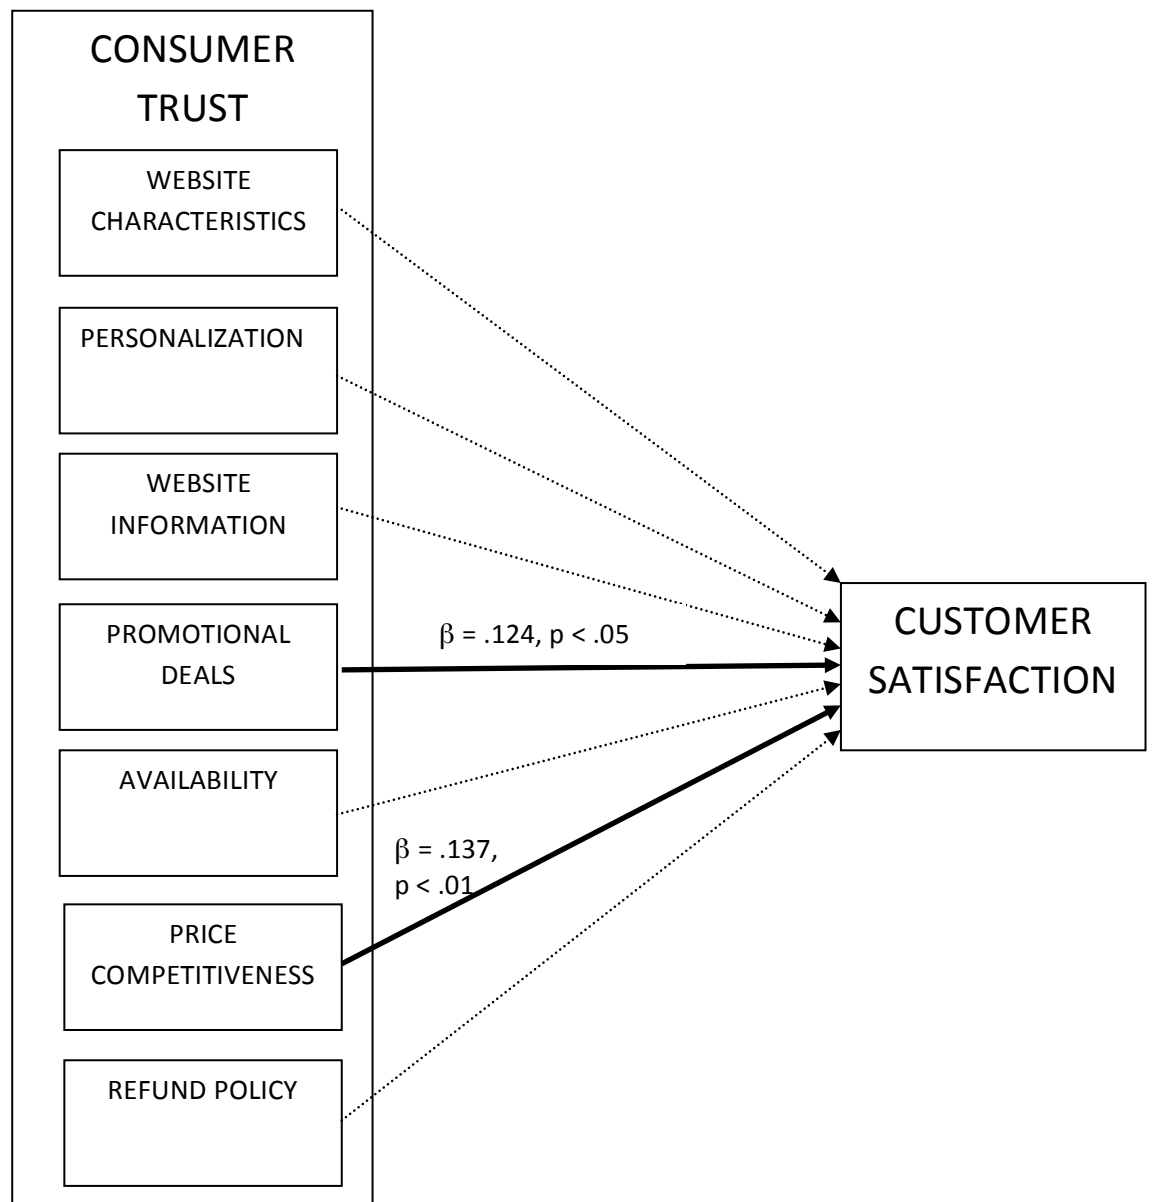 CONSUMER
TRUST
WEBSITE
CHARACTERISTICS
PERSONALIZATION
WEBSITE
INFORMATION
PROMOTIONAL
DEALS
β = .124, p < .05
CUSTOMER
SATISFACTION
AVAILABILITY
β = .137,
p < .01
PRICE
COMPETITIVENESS
REFUND POLICY